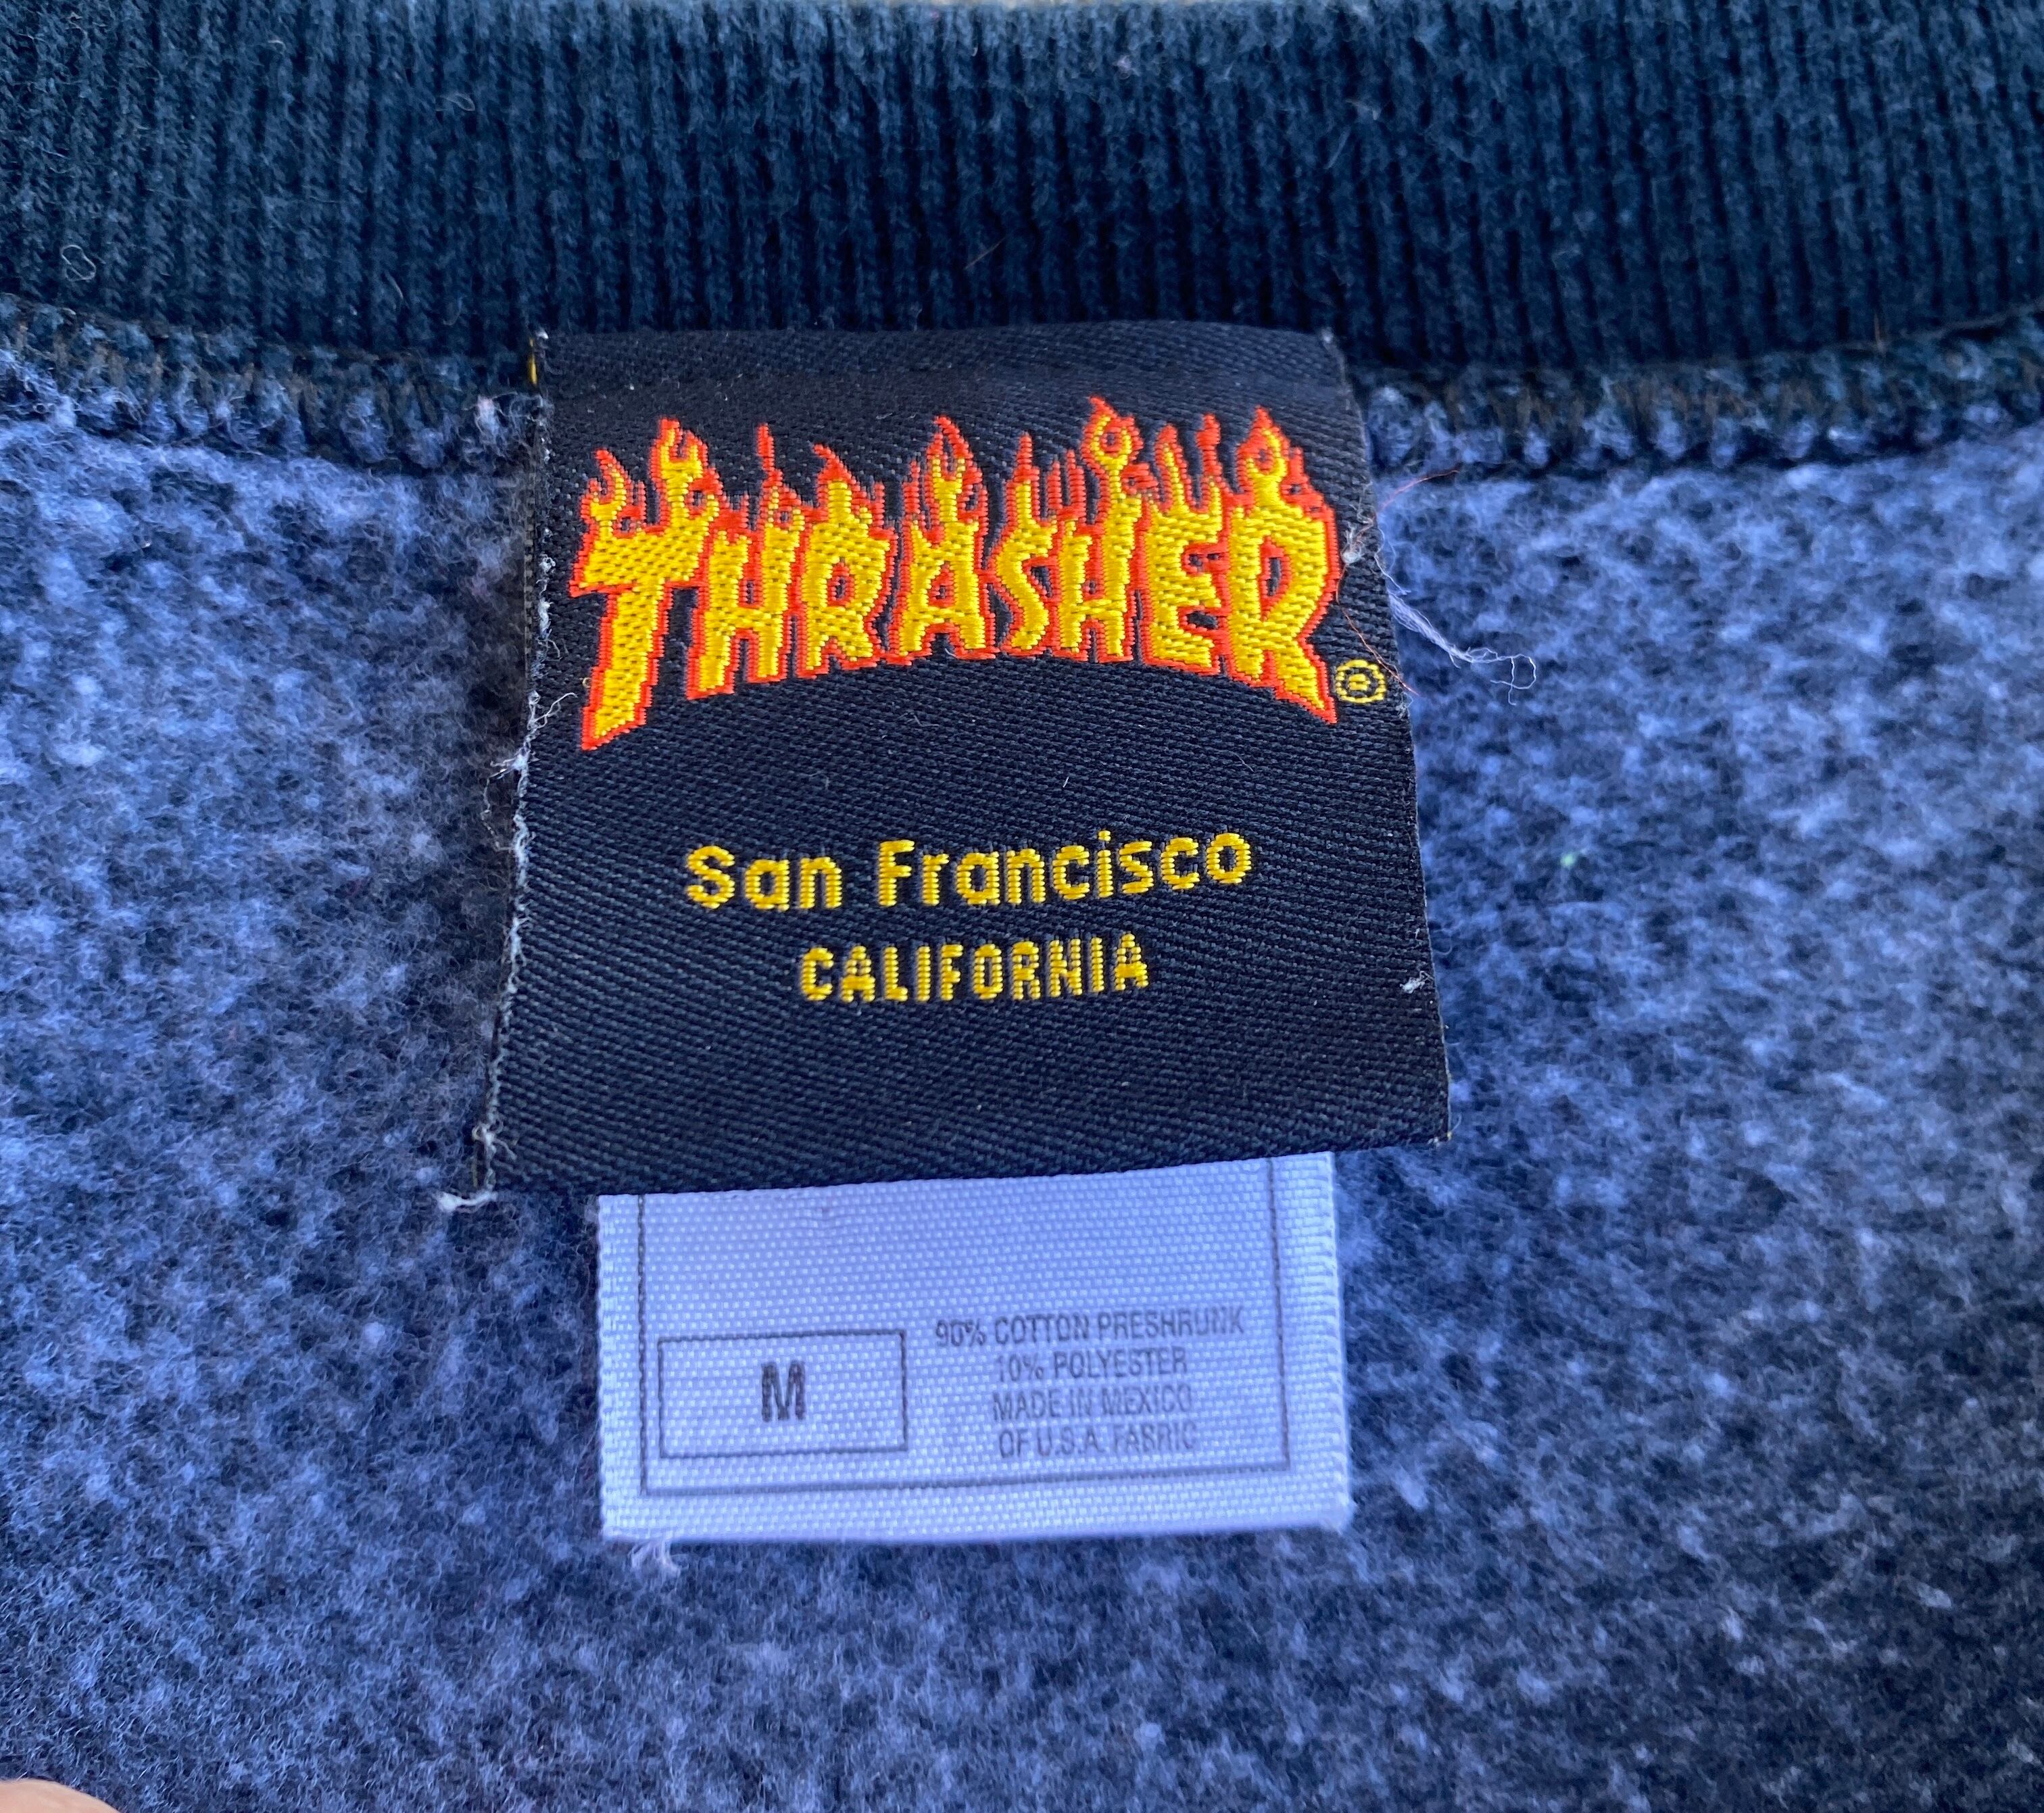 THRASHER®
San Francisco
CALIFORNIA
M
90% COTTON PRESHRUNK
10% POLYESTER
MADE IN MEXICO
OF U.S.A. FABRIC